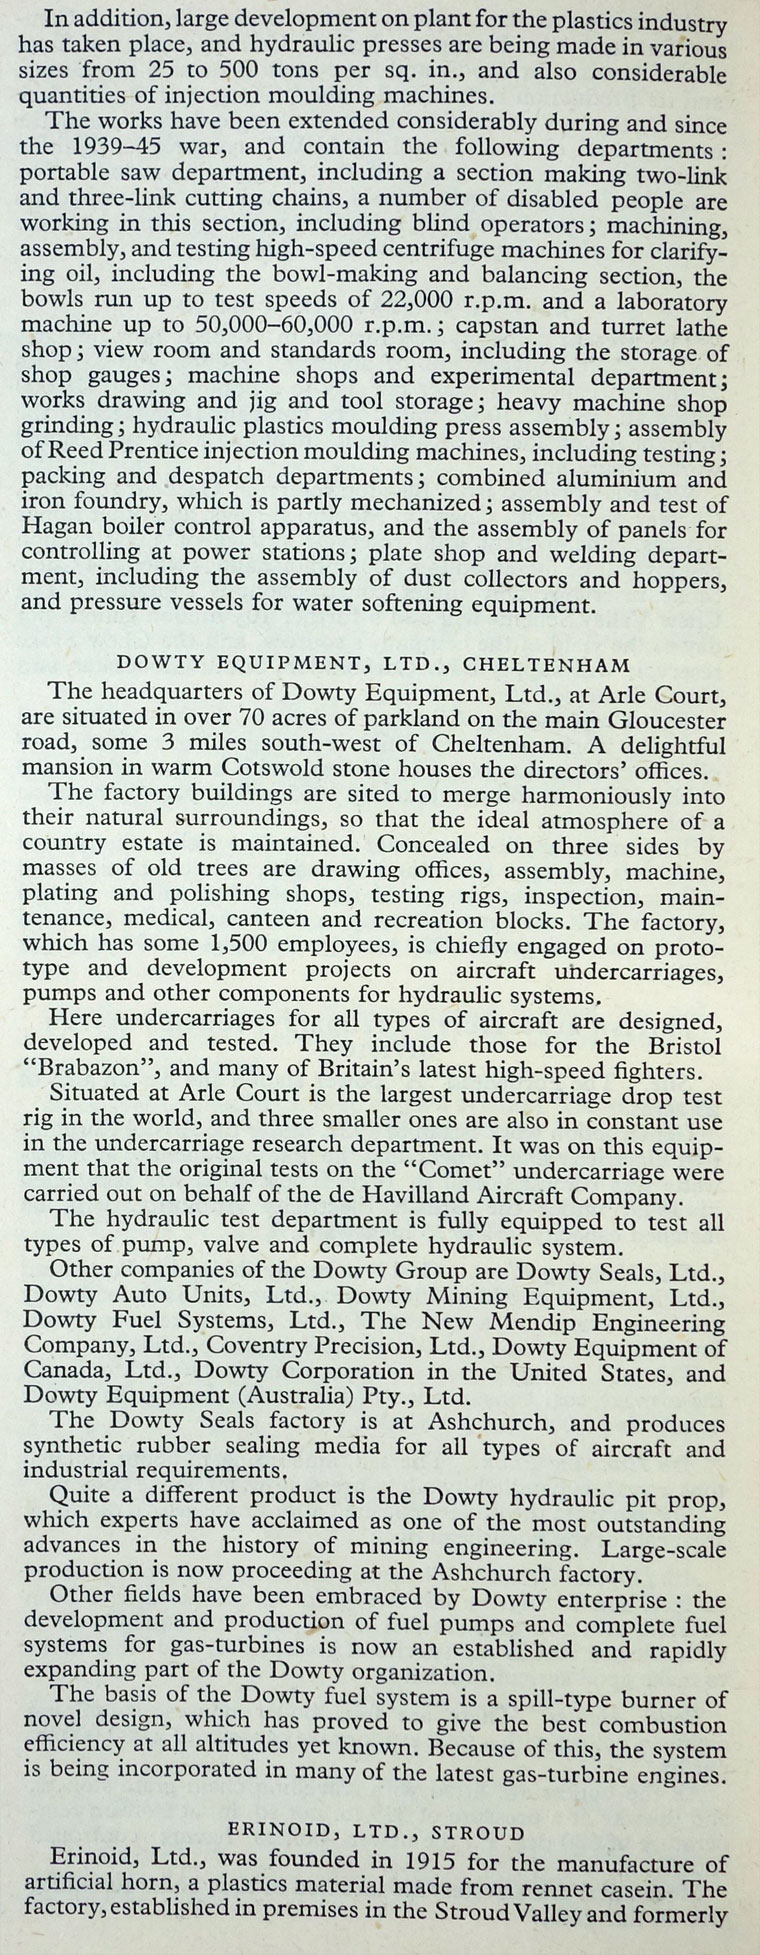 In addition, large development on plant for the plastics industry
has taken place, and hydraulic presses are being made in various
sizes from 25 to 500 tons per sq. in., and also considerable
quantities of injection moulding machines.
The works have been extended considerably during and since
the 1939–45 war, and contain the following departments :
portable saw department, including a section making two-link
and three-link cutting chains, a number of disabled people are
working in this section, including blind operators; machining,
assembly, and testing high-speed centrifuge machines for clarify-
ing oil, including the bowl-making and balancing section, the
bowls run up to test speeds of 22,000 r.p.m. and a laboratory
machine up to 50,000–60,000 r.p.m.; capstan and turret lathe
shop; view room and standards room, including the storage of
shop gauges; machine shops and experimental department;
works drawing and jig and tool storage; heavy machine shop
grinding; hydraulic plastics moulding press assembly; assembly
of Reed Prentice injection moulding machines, including testing;
packing and despatch departments; combined aluminium and
iron foundry, which is partly mechanized; assembly and test of
Hagan boiler control apparatus, and the assembly of panels for
controlling at power stations; plate shop and welding depart-
ment, including the assembly of dust collectors and hoppers,
and pressure vessels for water softening equipment.
DOWTY EQUIPMENT, LTD., CHELTENHAM
The headquarters of Dowty Equipment, Ltd., at Arle Court,
are situated in over 70 acres of parkland on the main Gloucester
road, some 3 miles south-west of Cheltenham. A delightful
mansion in warm Cotswold stone houses the directors' offices.
The factory buildings are sited to merge harmoniously into
their natural surroundings, so that the ideal atmosphere of a
country estate is maintained. Concealed on three sides by
masses of old trees are drawing offices, assembly, machine,
plating and polishing shops, testing rigs, inspection, main-
tenance, medical, canteen and recreation blocks. The factory,
which has some 1,500 employees, is chiefly engaged on proto-
type and development projects on aircraft undercarriages,
pumps and other components for hydraulic systems.
Here undercarriages for all types of aircraft are designed,
developed and tested. They include those for the Bristol
“Brabazon”, and many of Britain's latest high-speed fighters.
Situated at Arle Court is the largest undercarriage drop test
rig in the world, and three smaller ones are also in constant use
in the undercarriage research department. It was on this equip-
ment that the original tests on the “Comet” undercarriage were
carried out on behalf of the de Havilland Aircraft Company.
The hydraulic test department is fully equipped to test all
types of pump, valve and complete hydraulic system.
Other companies of the Dowty Group are Dowty Seals, Ltd.,
Dowty Auto Units, Ltd., Dowty Mining Equipment, Ltd.,
Dowty Fuel Systems, Ltd., The New Mendip Engineering
Company, Ltd., Coventry Precision, Ltd., Dowty Equipment of
Canada, Ltd., Dowty Corporation in the United States, and
Dowty Equipment (Australia) Pty., Ltd.
The Dowty Seals factory is at Ashchurch, and produces
synthetic rubber sealing media for all types of aircraft and
industrial requirements.
Quite a different product is the Dowty hydraulic pit prop,
which experts have acclaimed as one of the most outstanding
advances in the history of mining engineering. Large-scale
production is now proceeding at the Ashchurch factory.
Other fields have been embraced by Dowty enterprise : the
development and production of fuel pumps and complete fuel
systems for gas-turbines is now an established and rapidly
expanding part of the Dowty organization.
The basis of the Dowty fuel system is a spill-type burner of
novel design, which has proved to give the best combustion
efficiency at all altitudes yet known. Because of this, the system
is being incorporated in many of the latest gas-turbine engines.
ERINOID, LTD., STROUD
Erinoid, Ltd., was founded in 1915 for the manufacture of
artificial horn, a plastics material made from rennet casein. The
factory, established in premises in the Stroud Valley and formerly